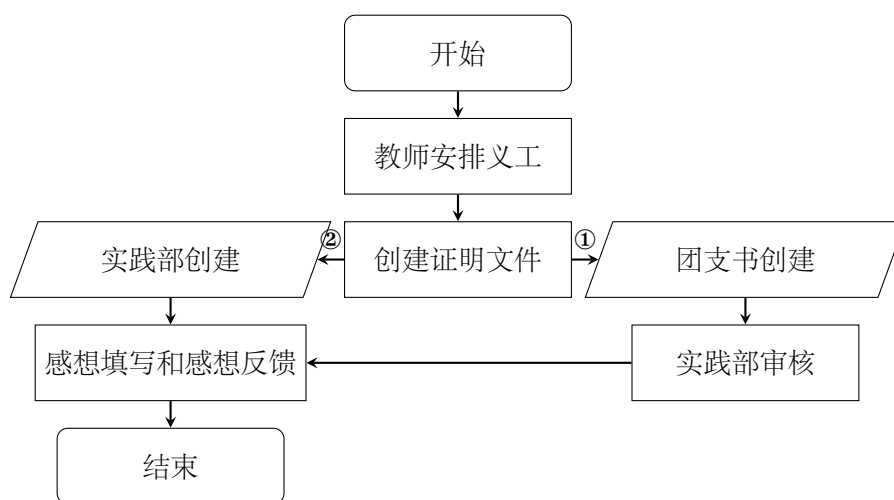 开始
教师安排义工
实践部创建
②
创建证明文件
①
团支书创建
感想填写和感想反馈
实践部审核
结束